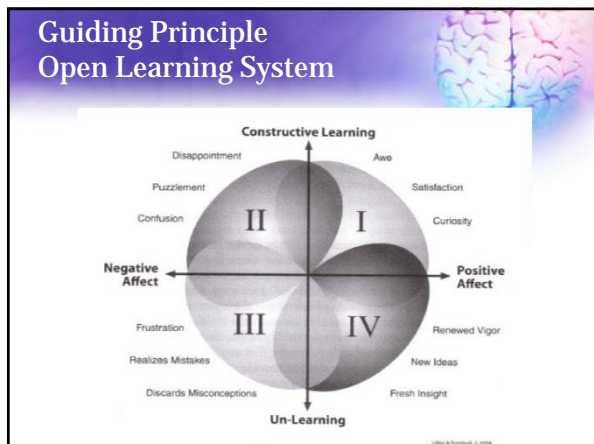 Guiding Principle
Open Learning System
Constructive Learning
Disappointment
Awe
Puzzlement
Satisfaction
Confusion
Curiosity
II
I
Negative
Affect
Positive
Affect
III
IV
Frustration
Renewed Vigor
Realizes Mistakes
New Ideas
Discards Misconceptions
Fresh Insight
Un-Learning